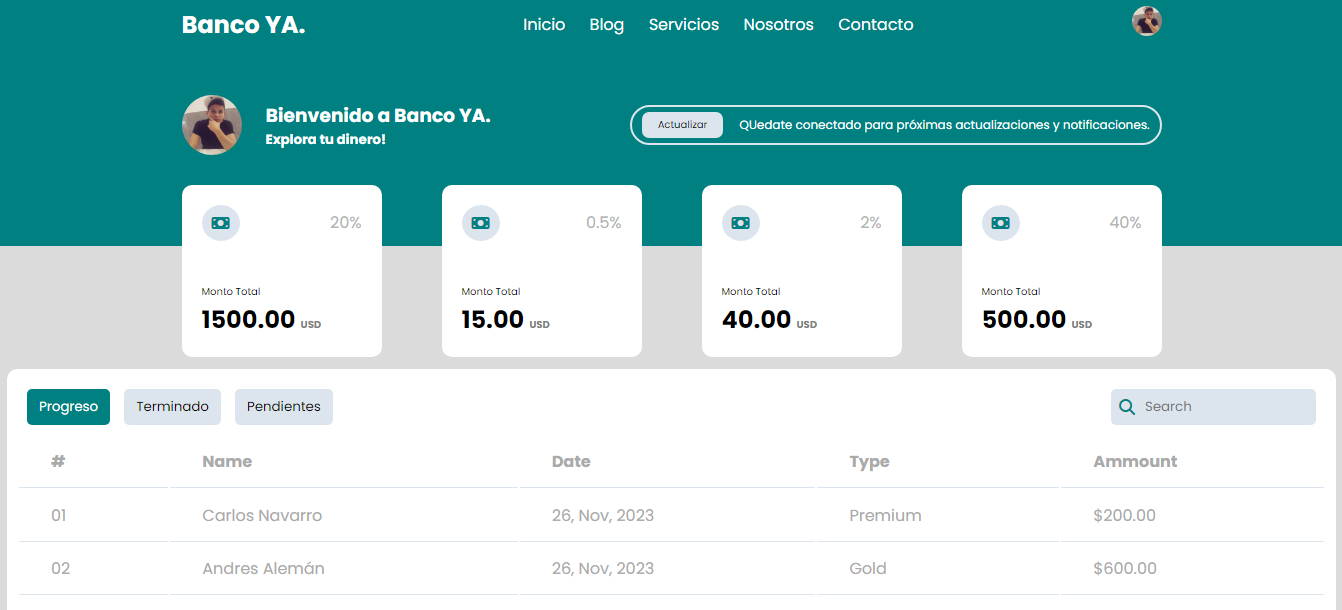 Banco YA. Inicio Blog Servicios Nosotros Contacto
Bienvenido a Banco YA.
Explora tu dinero!
Actualizar QUedate conectado para próximas actualizaciones y notificaciones.
20% 0.5% 2% 40%
Monto Total Monto Total Monto Total Monto Total
1500.00 USD 15.00 USD 40.00 USD 500.00 USD
Progreso Terminado Pendientes Search
# Name Date Type Ammount
01 Carlos Navarro 26, Nov, 2023 Premium $200.00
02 Andres Alemán 26, Nov, 2023 Gold $600.00